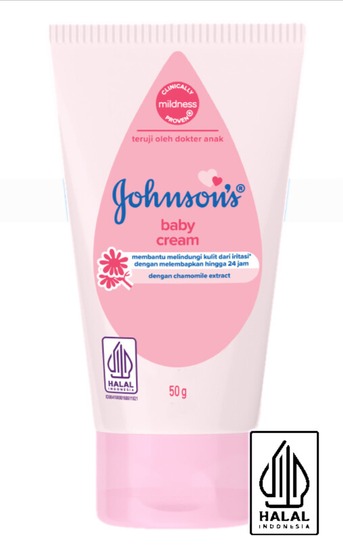 CLINICALLY
mildness
PROVEN®
teruji oleh dokter anak
Johnson's®
baby
cream
membantu melindungi kulit dari iritasi*
dengan melembapkan hingga 24 jam
dengan chamomile extract
HALAL
INDONESIA
50 g
HALAL
INDONESIA